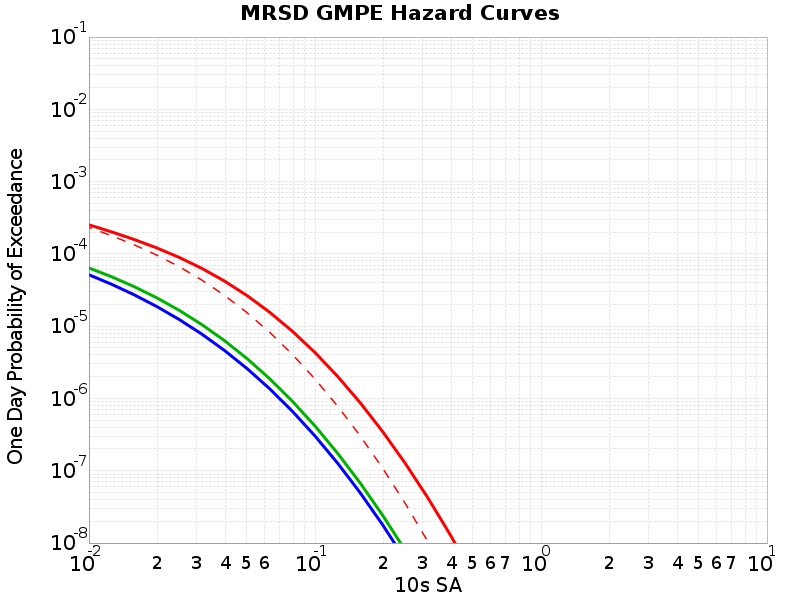 MRSD GMPE Hazard Curves
One Day Probability of Exceedance
10^-1
10^-2
10^-3
10^-4
10^-5
10^-6
10^-7
10^-8
10^-2 2 3 4 5 6 10^-1 2 3 4 5 6 7 10^0 2 3 4 5 6 7 10^1
10s SA